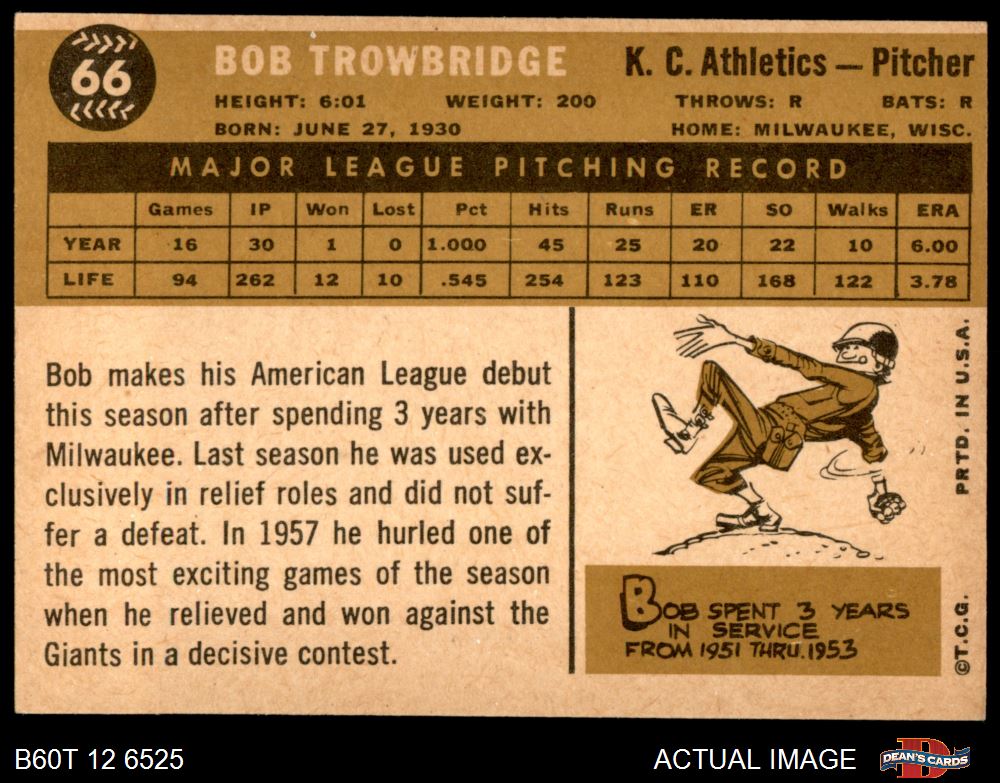 66
BOB TROWBRIDGE
K. C. Athletics — Pitcher
HEIGHT: 6:01 WEIGHT: 200 THROWS: R BATS: R
BORN: JUNE 27, 1930 HOME: MILWAUKEE, WISC.
MAJOR LEAGUE PITCHING RECORD
Games IP Won Lost Pct Hits Runs ER SO Walks ERA
YEAR 16 30 1 0 1.000 45 25 20 22 10 6.00
LIFE 94 262 12 10 .545 254 123 110 168 122 3.78
Bob makes his American League debut
this season after spending 3 years with
Milwaukee. Last season he was used ex-
clusively in relief roles and did not suf-
fer a defeat. In 1957 he hurled one of
the most exciting games of the season
when he relieved and won against the
Giants in a decisive contest.
BOB SPENT 3 YEARS
IN SERVICE
FROM 1951 THRU. 1953
©T.C.G. PRTD. IN U.S.A.
B60T 12 6525
ACTUAL IMAGE
D
DEAN'S CARDS